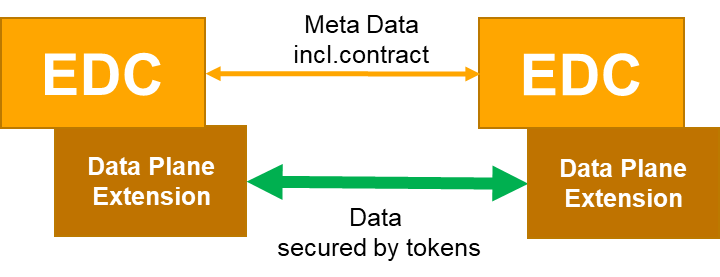 Meta Data
incl.contract
EDC
EDC
Data Plane
Extension
Data Plane
Extension
Data
secured by tokens